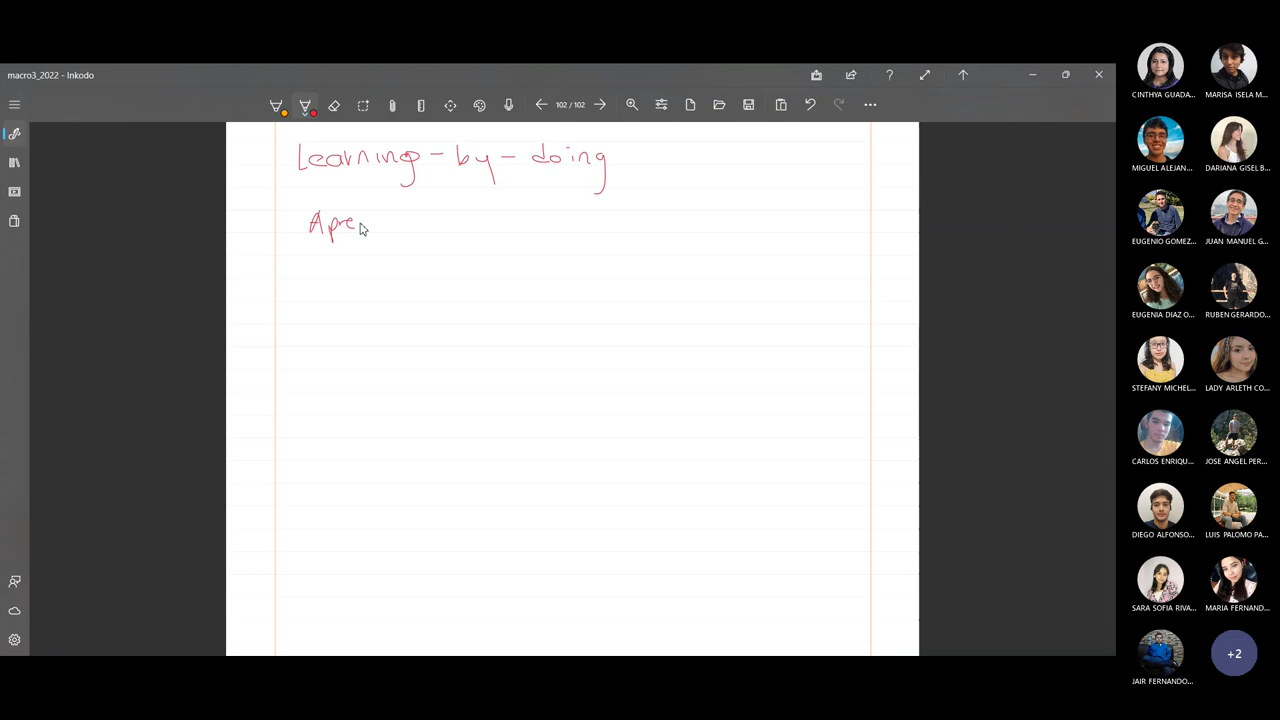 macro3_2022 - Inkodo
102 / 102
Learning - by - doing
Apre
CINTHYA GUADA...
MARISA ISELA M...
MIGUEL ALEJAN...
DARIANA GISEL B...
EUGENIO GOMEZ...
JUAN MANUEL G...
EUGENIA DIAZ O...
RUBEN GERARDO...
STEFANY MICHEL...
LADY ARLETH CO...
CARLOS ENRIQU...
JOSE ANGEL PER...
DIEGO ALFONSO...
LUIS PALOMO PA...
SARA SOFIA RIVA...
MARIA FERNAND...
JAIR FERNANDO...
+2